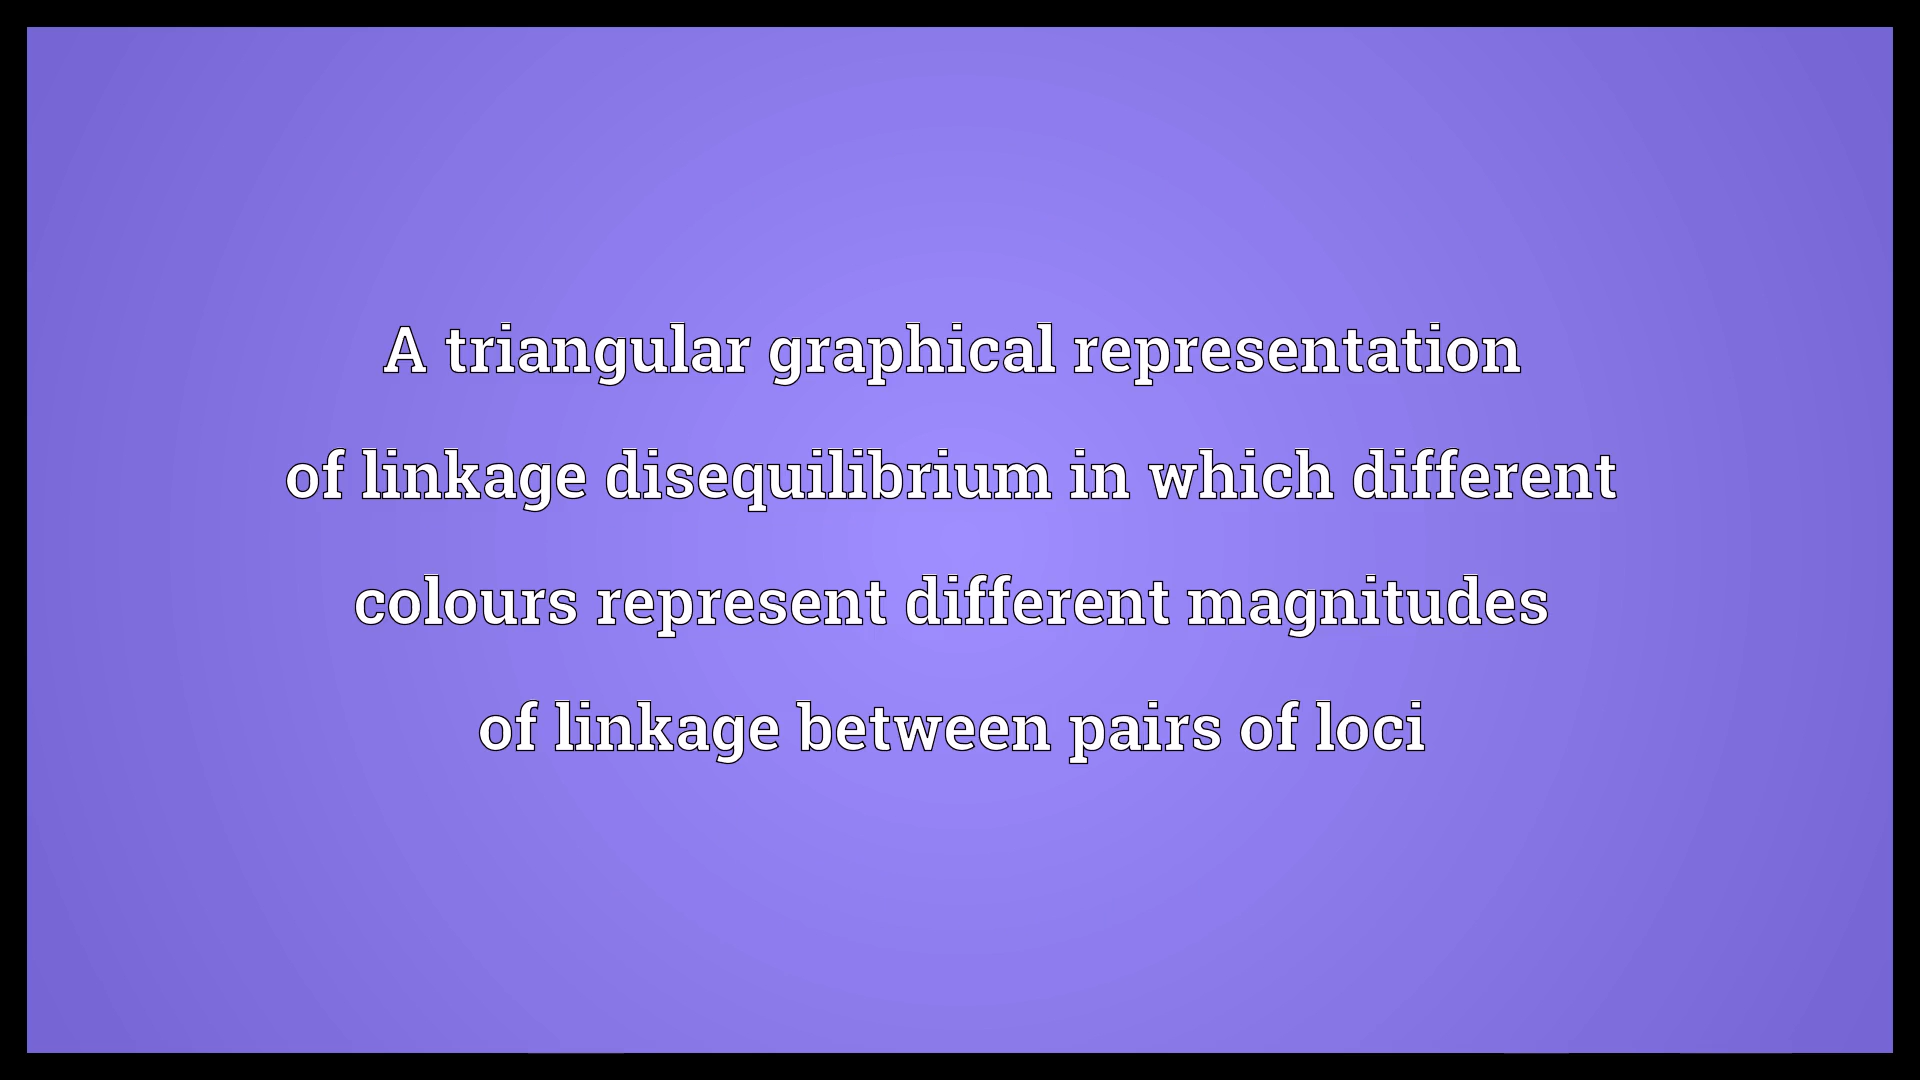 A triangular graphical representation
of linkage disequilibrium in which different
colours represent different magnitudes
of linkage between pairs of loci